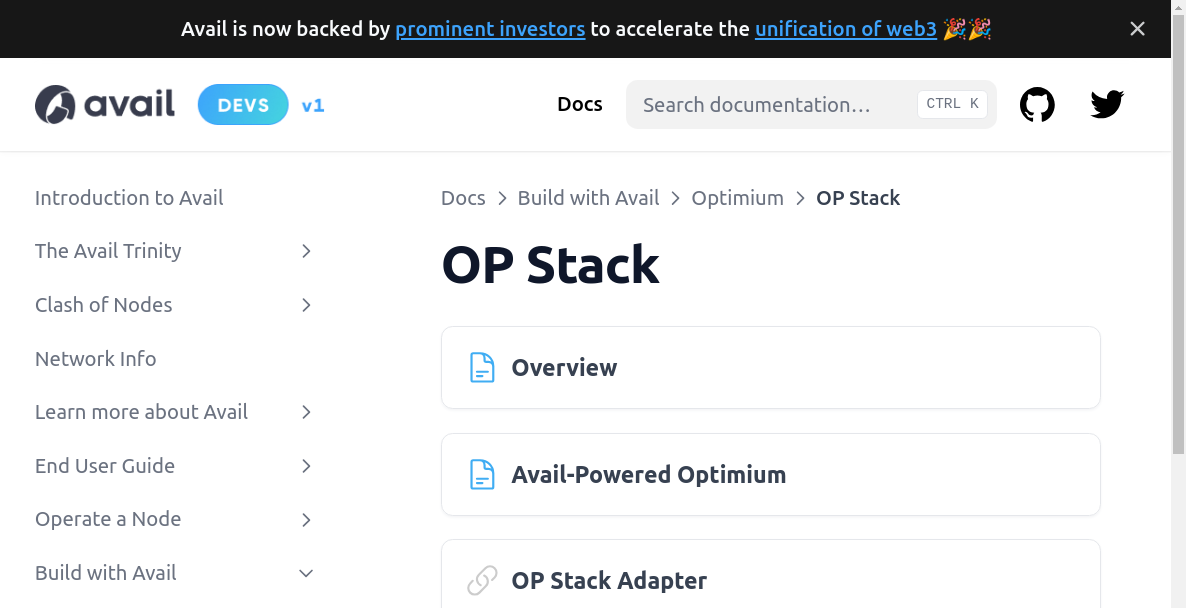 Avail is now backed by prominent investors to accelerate the unification of web3 🎉🎉
avail DEVS v1
Docs
Search documentation…
CTRL K
Introduction to Avail
The Avail Trinity
Clash of Nodes
Network Info
Learn more about Avail
End User Guide
Operate a Node
Build with Avail
Docs > Build with Avail > Optimium > OP Stack
OP Stack
Overview
Avail-Powered Optimium
OP Stack Adapter